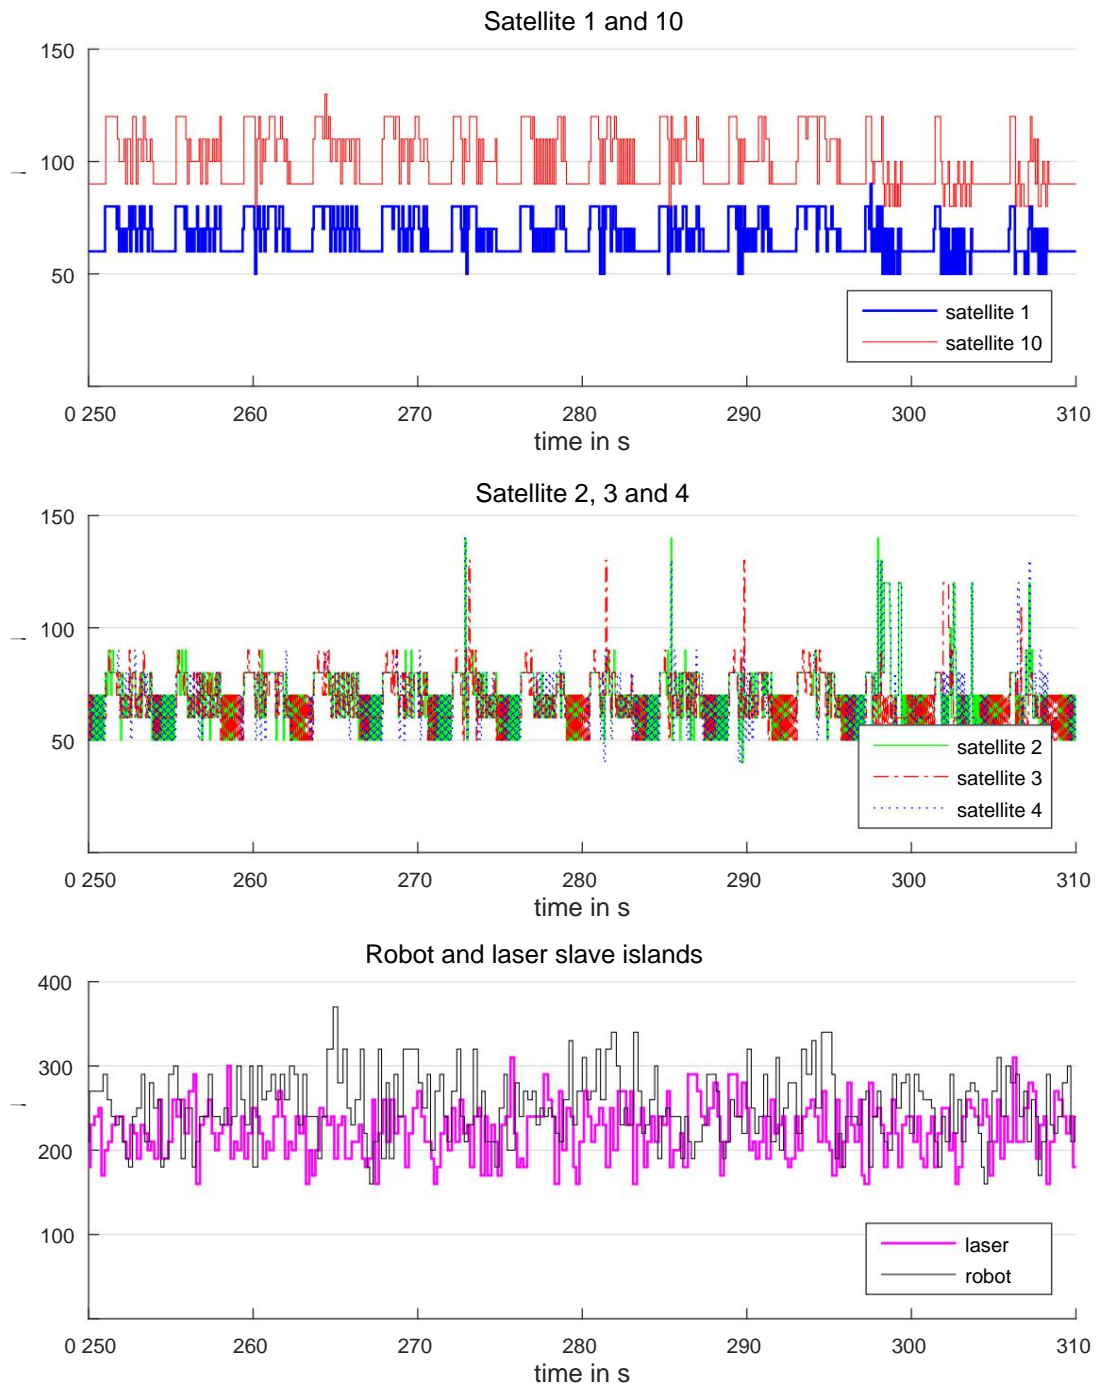 Satellite 1 and 10
150
100
50
satellite 1
satellite 10
0 250 260 270 280 290 300 310
time in s
Satellite 2, 3 and 4
150
100
50
satellite 2
satellite 3
satellite 4
0 250 260 270 280 290 300 310
time in s
Robot and laser slave islands
400
300
200
100
laser
robot
0 250 260 270 280 290 300 310
time in s